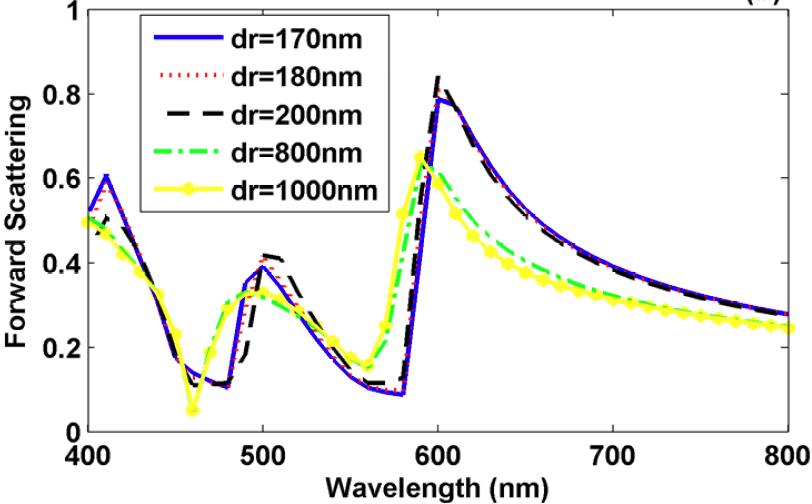 1
0.8
0.6
0.4
0.2
0
Forward Scattering
dr=170nm
dr=180nm
dr=200nm
dr=800nm
dr=1000nm
400
500
600
700
800
Wavelength (nm)